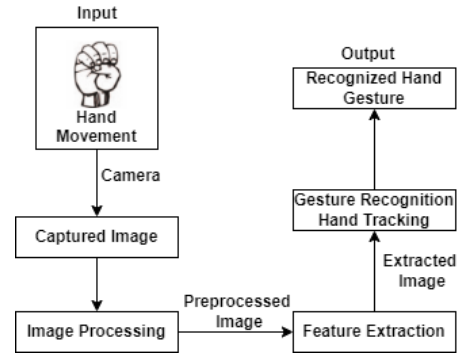 Input
Hand
Movement
Camera
Captured Image
Image Processing
Preprocessed
Image
Feature Extraction
Extracted
Image
Gesture Recognition
Hand Tracking
Output
Recognized Hand
Gesture